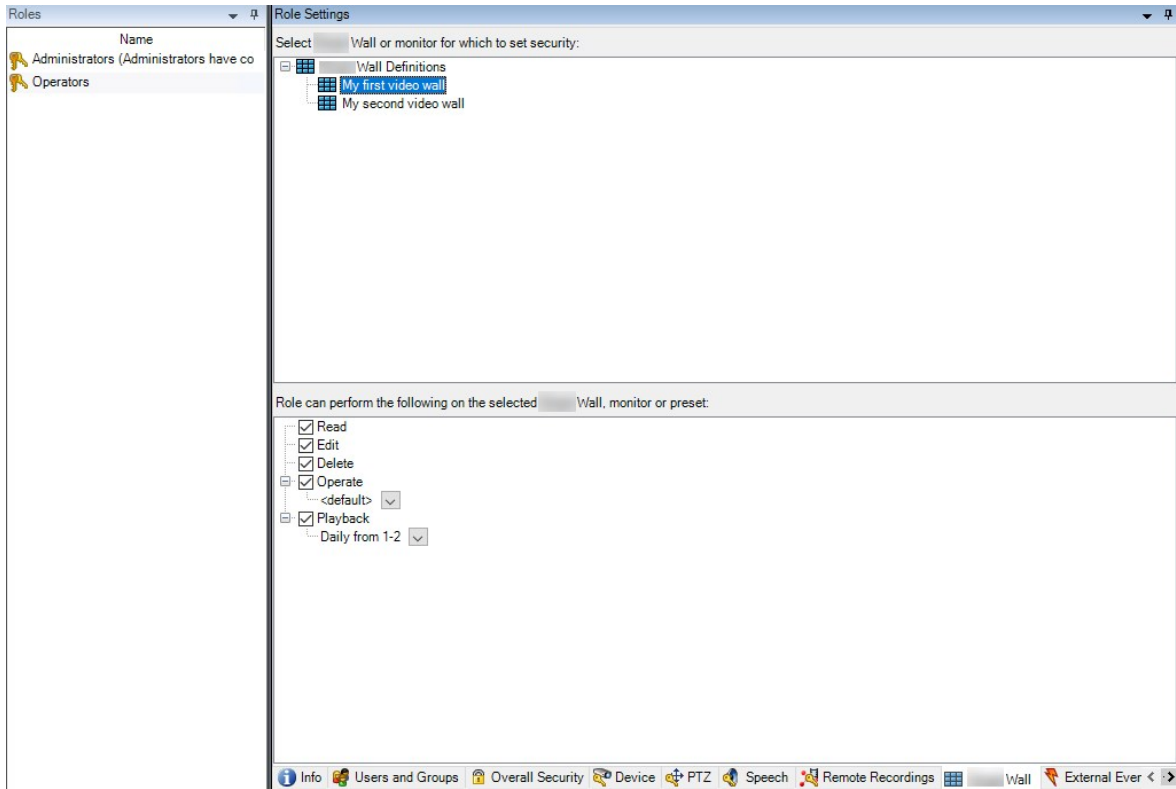 Roles
Name
Administrators (Administrators have co
Operators
Role Settings
Select Wall or monitor for which to set security:
Wall Definitions
My first video wall
My second video wall
Role can perform the following on the selected Wall, monitor or preset:
Read
Edit
Delete
Operate
<default>
Playback
Daily from 1-2
Info Users and Groups Overall Security Device PTZ Speech Remote Recordings Wall External Ever